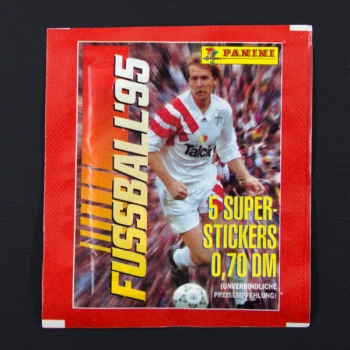 PANINI
FUSSBALL'95
Talcid
5 SUPER-
STICKERS
0,70 DM
(UNVERBINDLICHE
PREISEMPFEHLUNG)